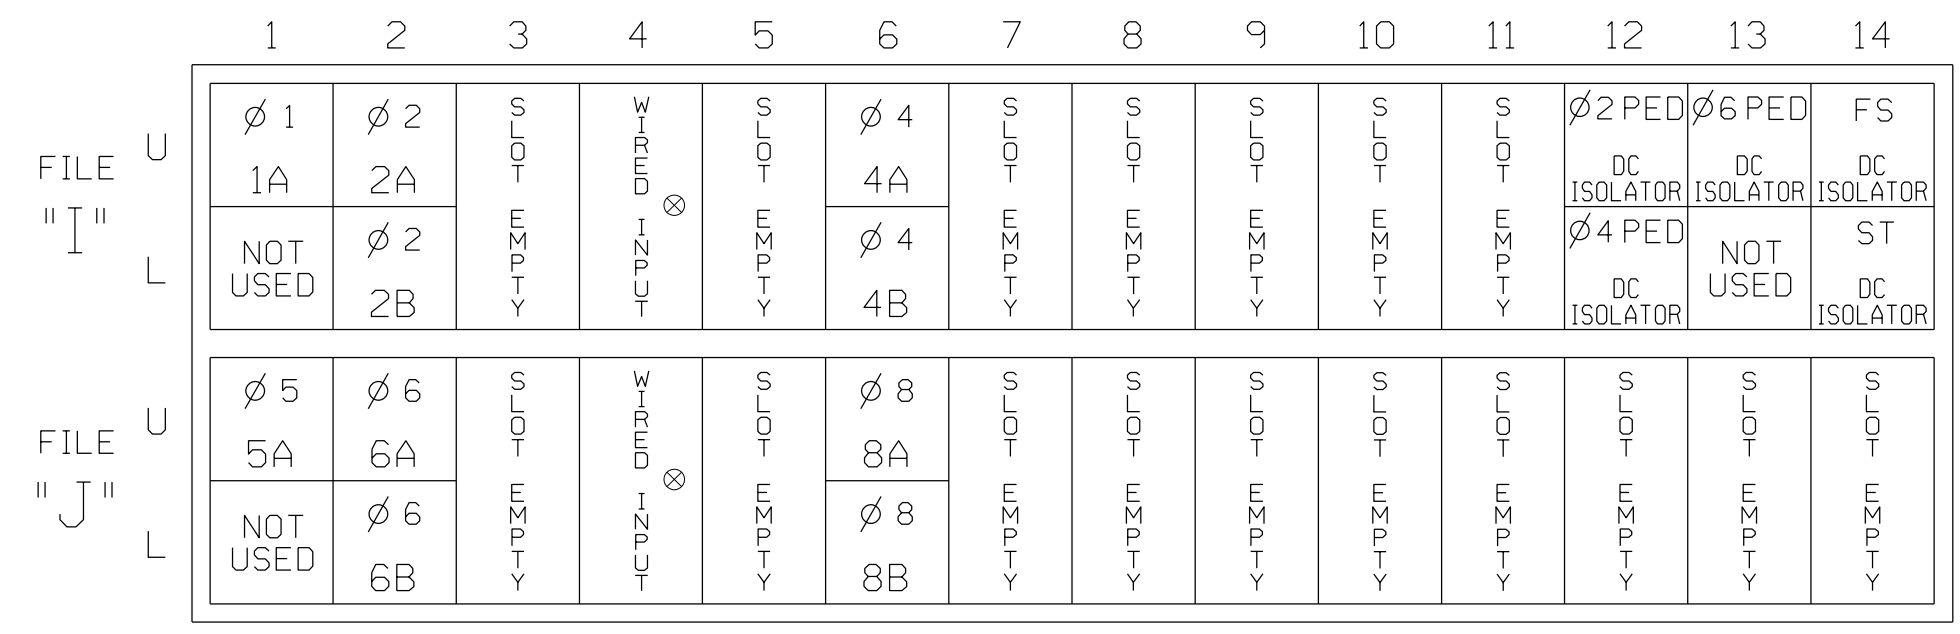 1 2 3 4 5 6 7 8 9 10 11 12 13 14
FILE
"I"
U
L
Ø 1
1A
NOT
USED
Ø 2
2A
Ø 2
2B
SLOT EMPTY
WIRED INPUT
SLOT EMPTY
Ø 4
4A
Ø 4
4B
SLOT EMPTY
SLOT EMPTY
SLOT EMPTY
SLOT EMPTY
SLOT EMPTY
Ø2 PED
DC
ISOLATOR
Ø4 PED
DC
ISOLATOR
Ø6 PED
DC
ISOLATOR
NOT
USED
FS
DC
ISOLATOR
ST
DC
ISOLATOR
FILE
"J"
U
L
Ø 5
5A
NOT
USED
Ø 6
6A
Ø 6
6B
SLOT EMPTY
WIRED INPUT
SLOT EMPTY
Ø 8
8A
Ø 8
8B
SLOT EMPTY
SLOT EMPTY
SLOT EMPTY
SLOT EMPTY
SLOT EMPTY
SLOT EMPTY
SLOT EMPTY
SLOT EMPTY